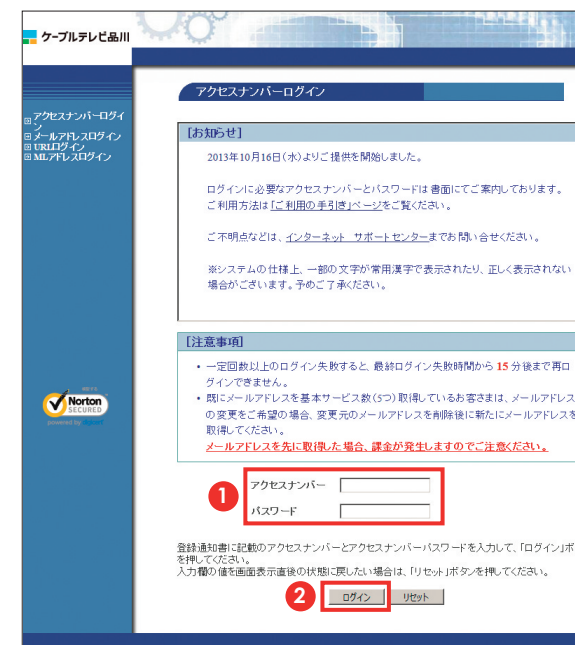 ケーブルテレビ品川
アクセスナンバーログイ
ン
メールアドレスログイン
URLログイン
MLアドレスログイン
Norton
SECURED
powered by
アクセスナンバーログイン
[お知らせ]
2013年10月16日(水)よりご提供を開始しました。
ログインに必要なアクセスナンバーとパスワードは書面にてご案内しております。
ご利用方法は「ご利用の手引き」ページをご覧ください。
ご不明点などは、インターネット サポートセンターまでお問い合せください。
※システムの仕様上、一部の文字が常用漢字で表示されたり、正しく表示されない
場合がございます。予めご了承ください。
[注意事項]
・一定回数以上のログイン失敗すると、最終ログイン失敗時間から 15 分後まで再ロ
グインできません。
・既にメールアドレスを基本サービス数(5つ)取得しているお客さまは、メールアドレス
の変更をご希望の場合、変更元のメールアドレスを削除後に新たにメールアドレスを
取得してください。
メールアドレスを先に取得した場合、課金が発生しますのでご注意ください。
1
アクセスナンバー
パスワード
登録通知書に記載のアクセスナンバーとアクセスナンバーパスワードを入力して、「ログイン」ボ
を押してください。
入力欄の値を画面表示直後の状態に戻したい場合は、「リセット」ボタンを押してください。
2 ログイン リセット